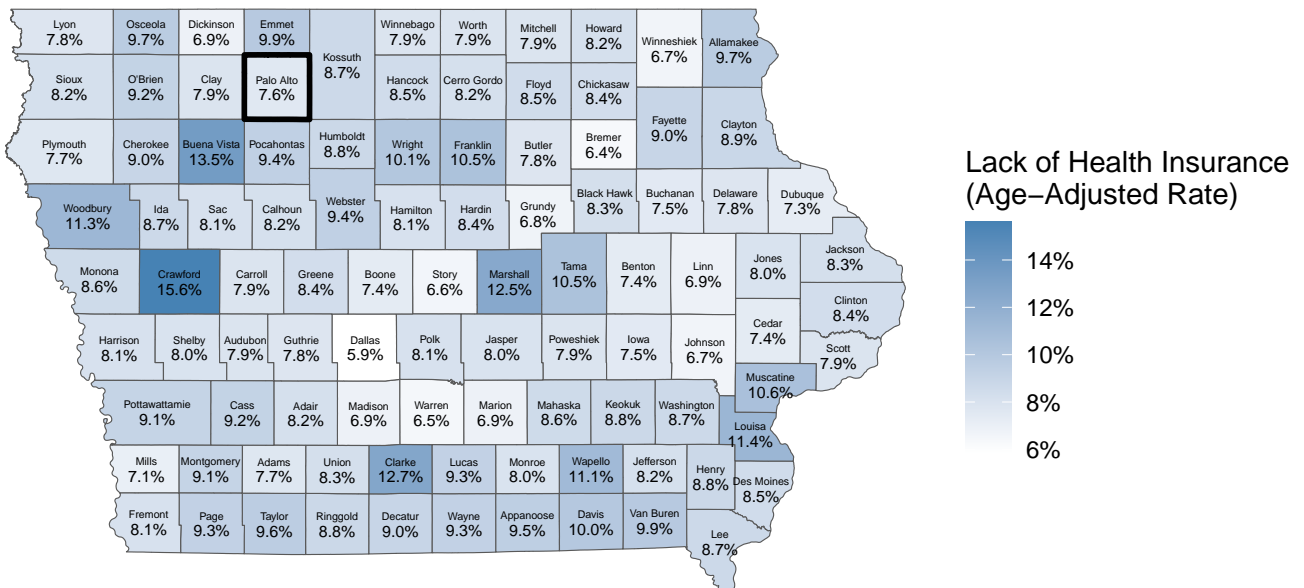 Lyon
7.8%
Osceola
9.7%
Dickinson
6.9%
Emmet
9.9%
Kossuth
8.7%
Winnebago
7.9%
Worth
7.9%
Mitchell
7.9%
Howard
8.2%
Winneshiek
6.7%
Allamakee
9.7%
Sioux
8.2%
O'Brien
9.2%
Clay
7.9%
Palo Alto
7.6%
Hancock
8.5%
Cerro Gordo
8.2%
Floyd
8.5%
Chickasaw
8.4%
Fayette
9.0%
Clayton
8.9%
Plymouth
7.7%
Cherokee
9.0%
Buena Vista
13.5%
Pocahontas
9.4%
Humboldt
8.8%
Wright
10.1%
Franklin
10.5%
Butler
7.8%
Bremer
6.4%
Woodbury
11.3%
Ida
8.7%
Sac
8.1%
Calhoun
8.2%
Webster
9.4%
Hamilton
8.1%
Hardin
8.4%
Grundy
6.8%
Black Hawk
8.3%
Buchanan
7.5%
Delaware
7.8%
Dubuque
7.3%
Monona
8.6%
Crawford
15.6%
Carroll
7.9%
Greene
8.4%
Boone
7.4%
Story
6.6%
Marshall
12.5%
Tama
10.5%
Benton
7.4%
Linn
6.9%
Jones
8.0%
Jackson
8.3%
Clinton
8.4%
Harrison
8.1%
Shelby
8.0%
Audubon
7.9%
Guthrie
7.8%
Dallas
5.9%
Polk
8.1%
Jasper
8.0%
Poweshiek
7.9%
Iowa
7.5%
Johnson
6.7%
Cedar
7.4%
Scott
7.9%
Muscatine
10.6%
Pottawattamie
9.1%
Cass
9.2%
Adair
8.2%
Madison
6.9%
Warren
6.5%
Marion
6.9%
Mahaska
8.6%
Keokuk
8.8%
Washington
8.7%
Louisa
11.4%
Mills
7.1%
Montgomery
9.1%
Adams
7.7%
Union
8.3%
Clarke
12.7%
Lucas
9.3%
Monroe
8.0%
Wapello
11.1%
Jefferson
8.2%
Henry
8.8%
Des Moines
8.5%
Fremont
8.1%
Page
9.3%
Taylor
9.6%
Ringgold
8.8%
Decatur
9.0%
Wayne
9.3%
Appanoose
9.5%
Davis
10.0%
Van Buren
9.9%
Lee
8.7%
Lack of Health Insurance
(Age−Adjusted Rate)
14%
12%
10%
8%
6%